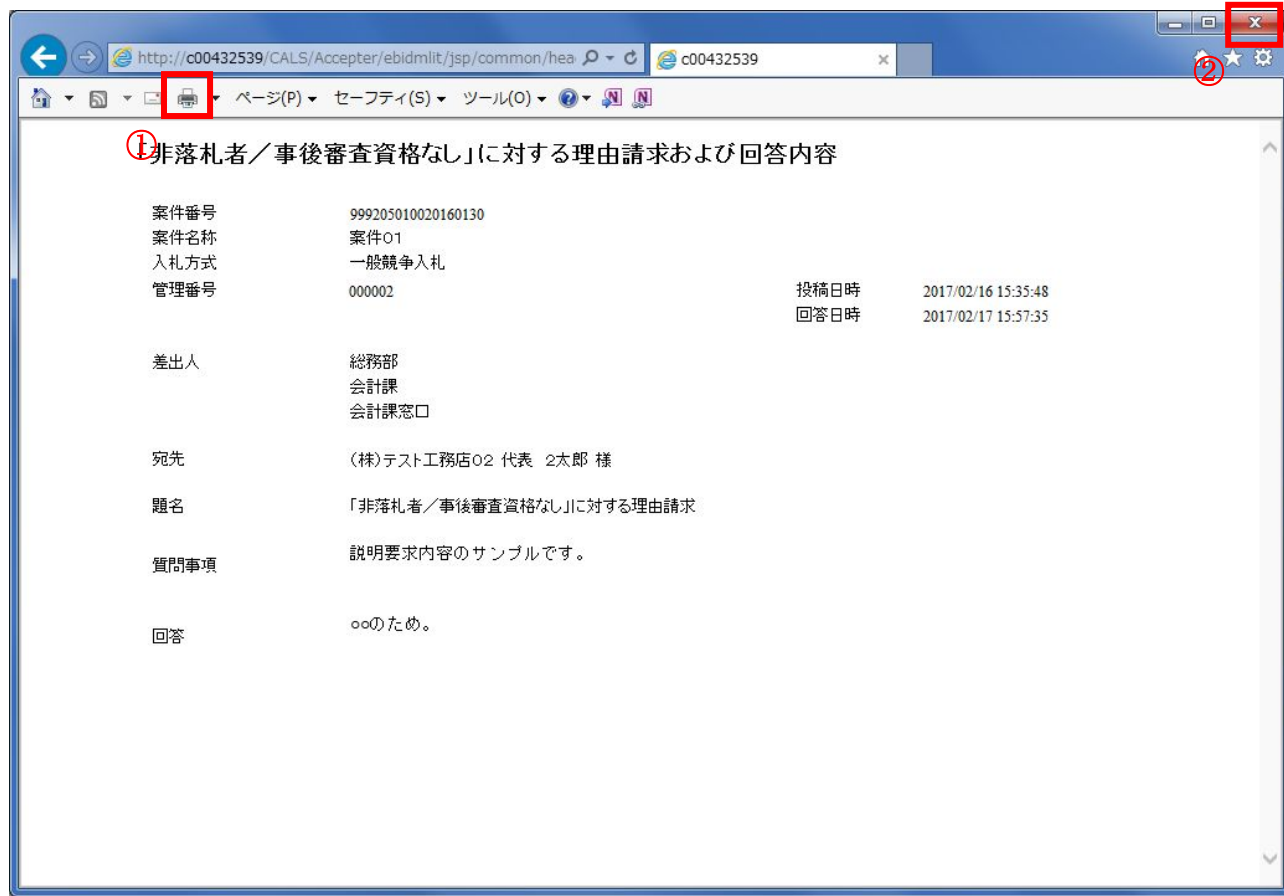 http://c00432539/CALS/Accepter/ebidmlit/jsp/common/hea
c00432539
②
ページ(P) セーフティ(S) ツール(O)
①
「非落札者／事後審査資格なし」に対する理由請求および回答内容
案件番号 999205010020160130
案件名称 案件01
入札方式 一般競争入札
管理番号 000002 投稿日時 2017/02/16 15:35:48
回答日時 2017/02/17 15:57:35
差出人 総務部
会計課
会計課窓口
宛先 （株）テスト工務店０２ 代表　２太郎 様
題名 「非落札者／事後審査資格なし」に対する理由請求
質問事項 説明要求内容のサンプルです。
回答 ○○のため。